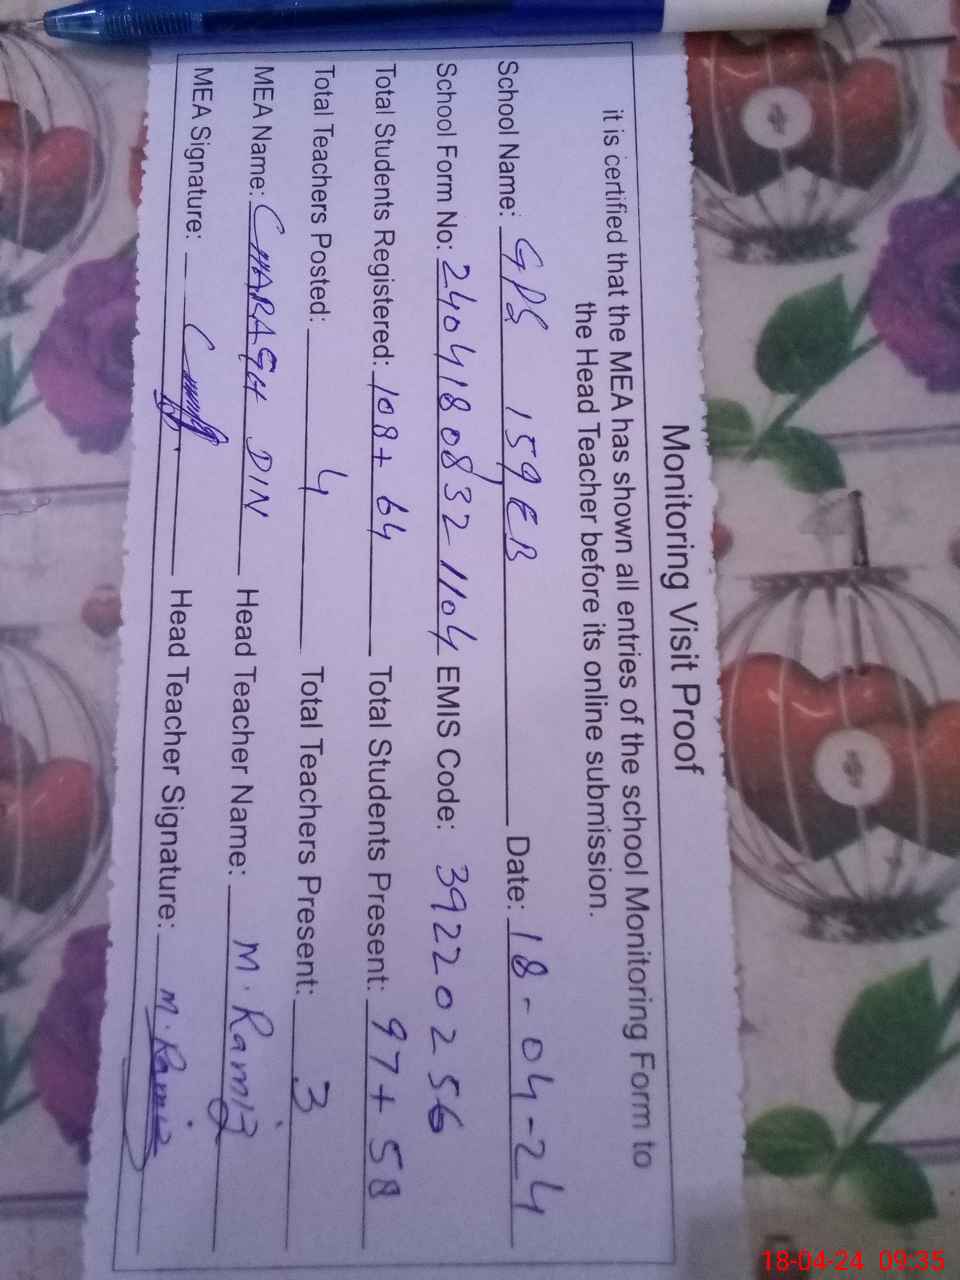 Monitoring Visit Proof
it is certified that the MEA has shown all entries of the school Monitoring Form to
the Head Teacher before its online submission.
School Name: GPS 159 EB Date: 18-04-24
School Form No: 24041808321104 EMIS Code: 39220256
Total Students Registered: 108+64 Total Students Present: 97+58
Total Teachers Posted: 4 Total Teachers Present: 3
MEA Name: CHARAGH DIN Head Teacher Name: M. Ramiz
MEA Signature: Head Teacher Signature: M. Ramiz
18-04-24 09:35